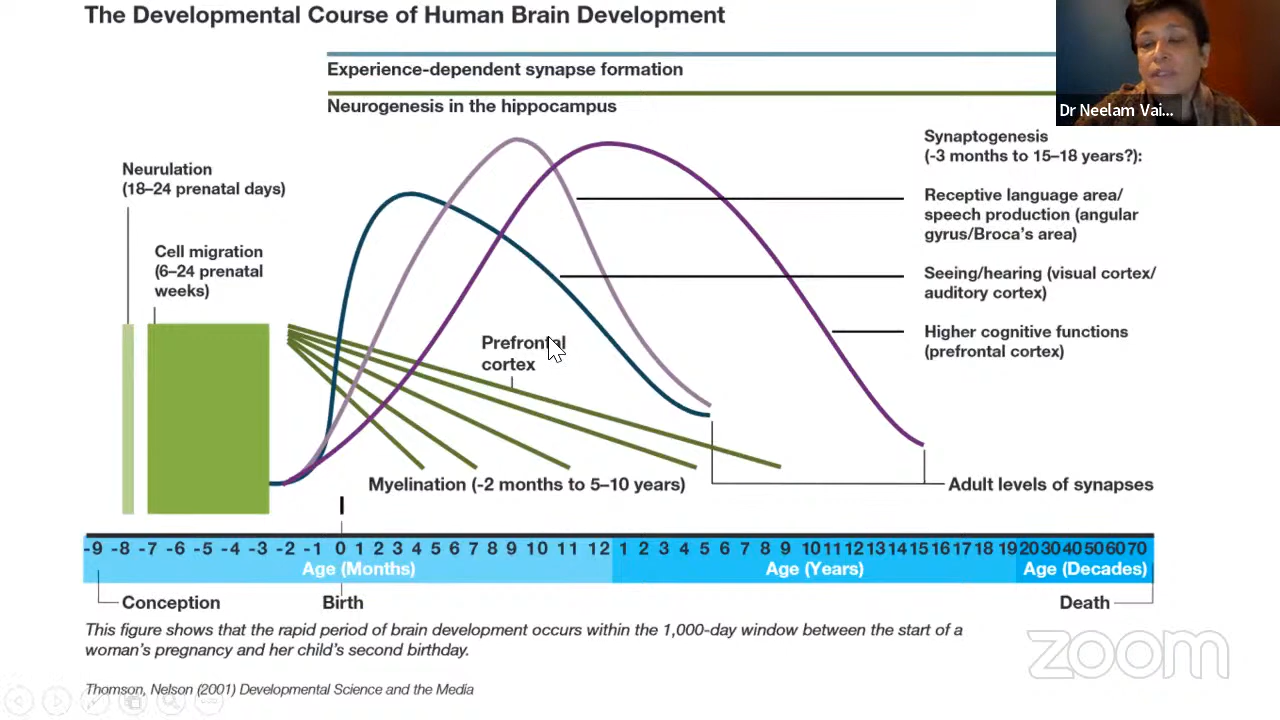 The Developmental Course of Human Brain Development
Experience-dependent synapse formation
Neurogenesis in the hippocampus
Dr Neelam Vai...
Neurulation
(18–24 prenatal days)
Cell migration
(6–24 prenatal
weeks)
Synaptogenesis
(-3 months to 15–18 years?):
Receptive language area/
speech production (angular
gyrus/Broca's area)
Seeing/hearing (visual cortex/
auditory cortex)
Higher cognitive functions
(prefrontal cortex)
Prefrontal
cortex
Myelination (-2 months to 5–10 years)
Adult levels of synapses
-9 -8 -7 -6 -5 -4 -3 -2 -1 0 1 2 3 4 5 6 7 8 9 10 11 12 1 2 3 4 5 6 7 8 9 10 11 12 13 14 15 16 17 18 19 20 30 40 50 60 70
Age (Months) Age (Years) Age (Decades)
Conception Birth Death
This figure shows that the rapid period of brain development occurs within the 1,000-day window between the start of a
woman's pregnancy and her child's second birthday.
zoom
Thomson, Nelson (2001) Developmental Science and the Media